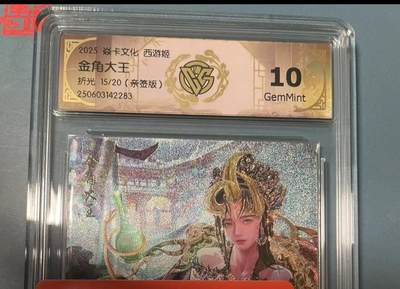 2025 焱卡文化 西游姬
金角大王
折光 15/20（亲签版）
250603142283
10
GemMint